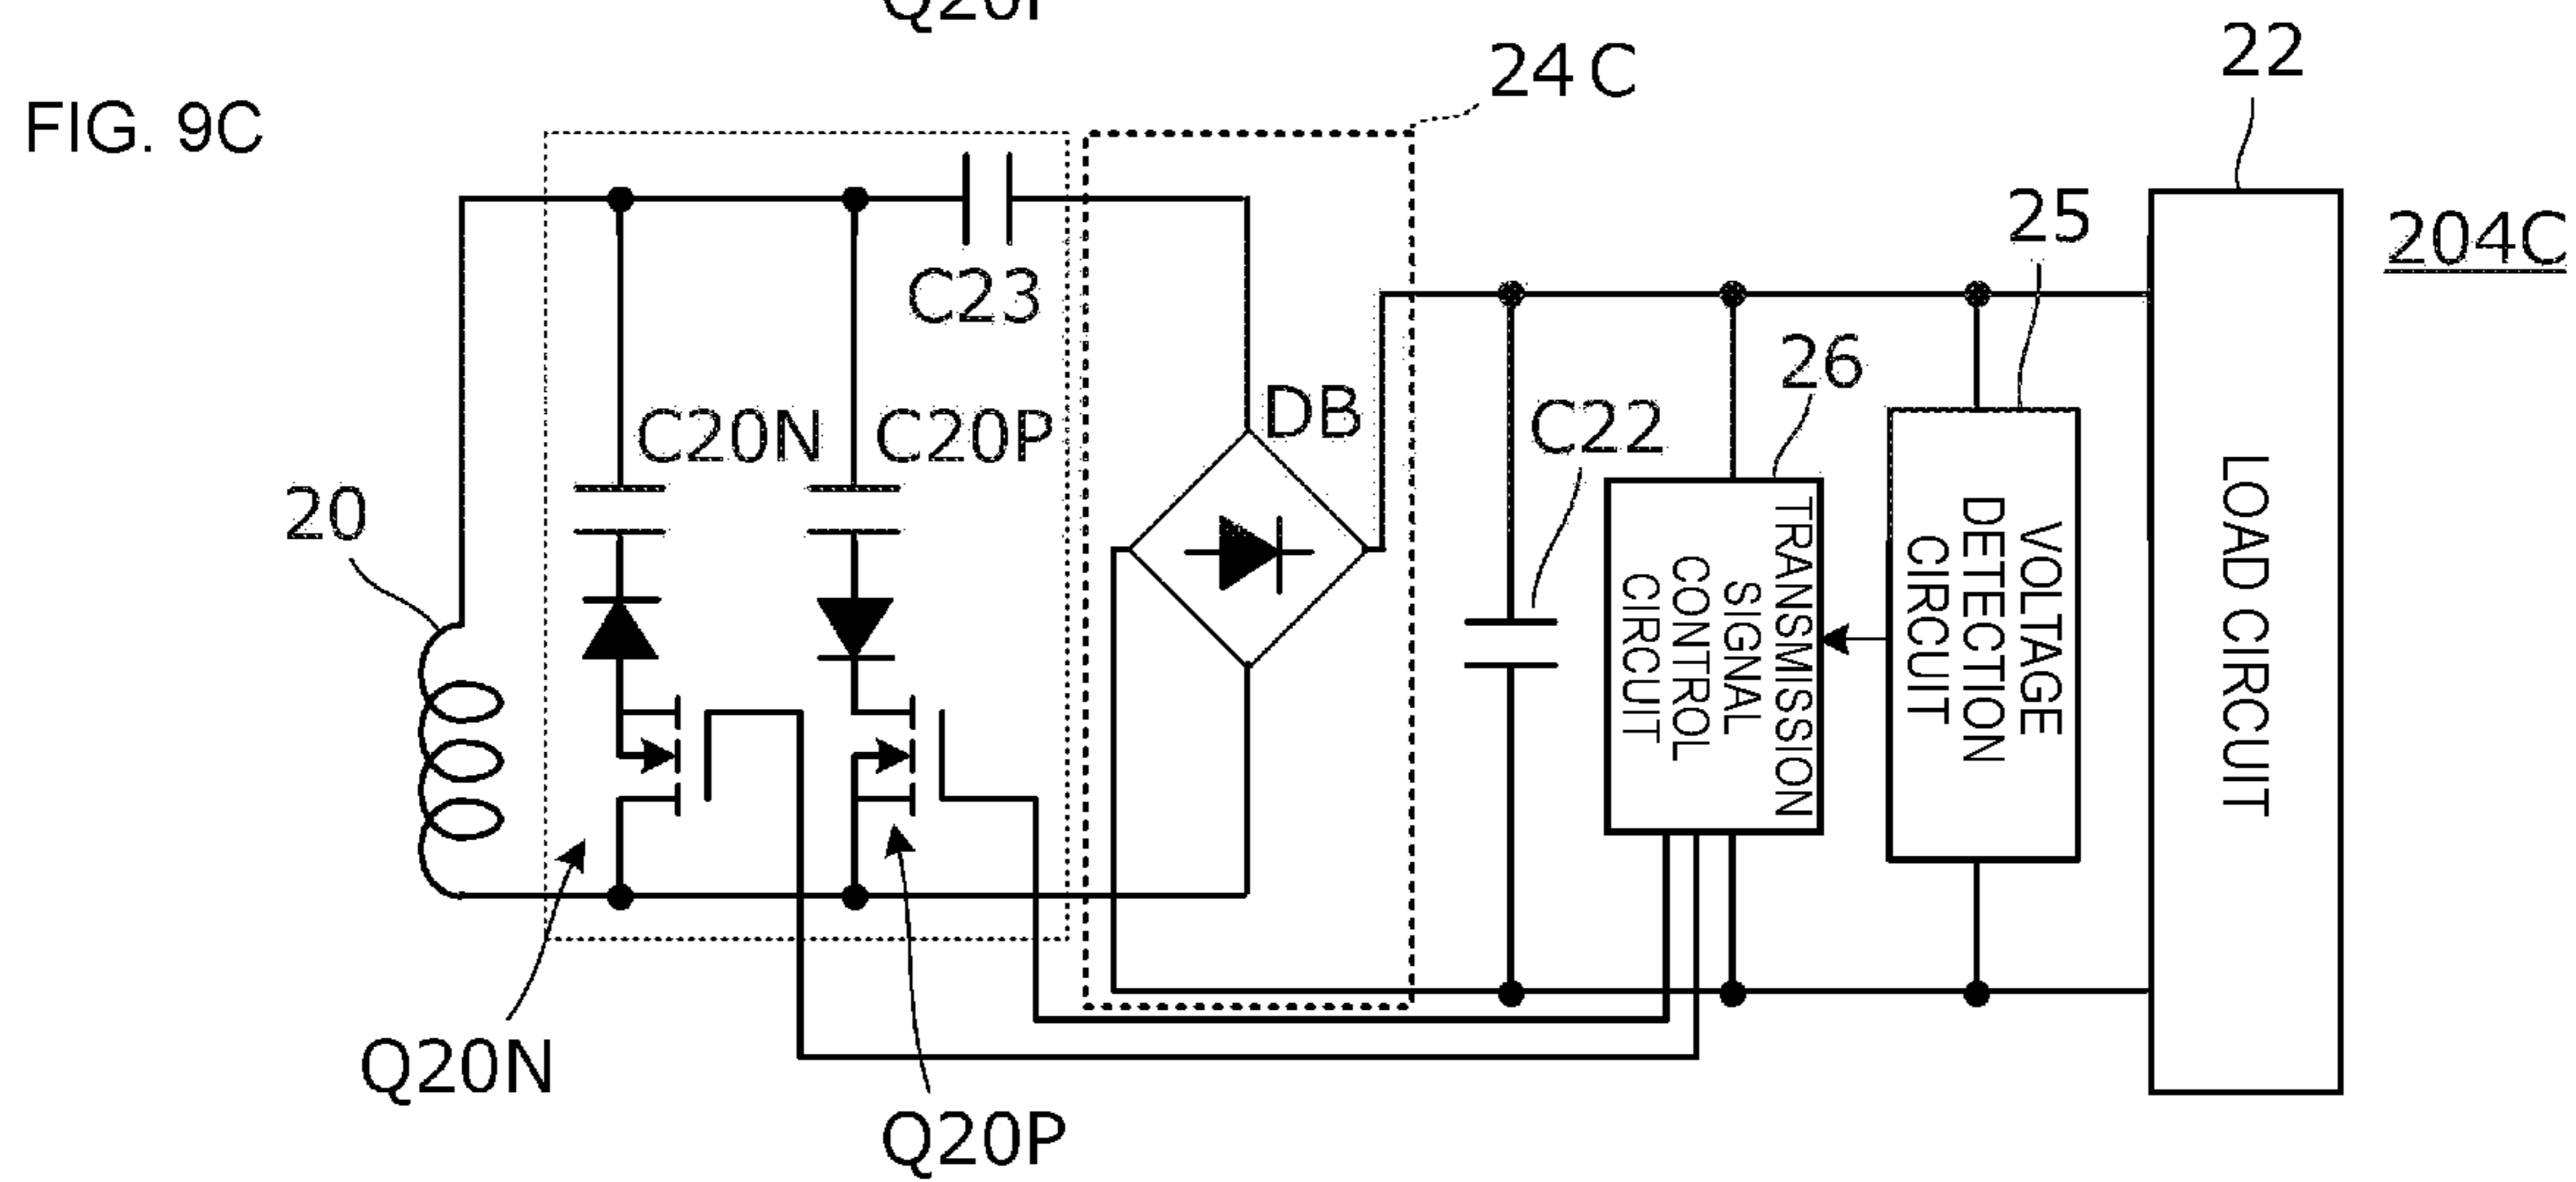 FIG. 9C
24C
22
25
204C
C23
26
DB
C20N
C20P
C22
20
TRANSMISSION
SIGNAL
CONTROL
CIRCUIT
VOLTAGE
DETECTION
CIRCUIT
LOAD CIRCUIT
Q20N
Q20P